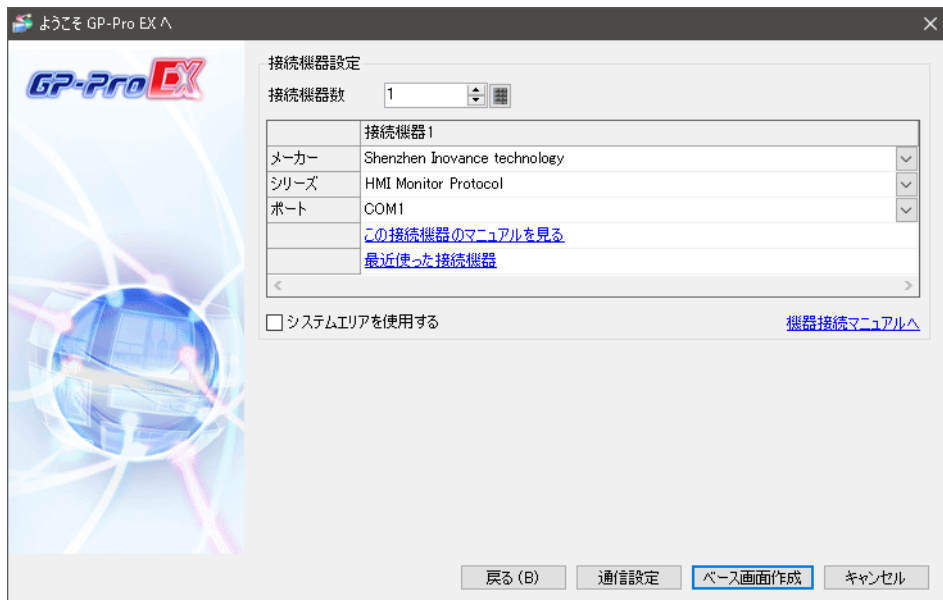 ようこそ GP-Pro EX へ
GP-Pro EX
接続機器設定
接続機器数 1
接続機器1
メーカー Shenzhen Inovance technology
シリーズ HMI Monitor Protocol
ポート COM1
この接続機器のマニュアルを見る
最近使った接続機器
システムエリアを使用する 機器接続マニュアルへ
戻る(B) 通信設定 ベース画面作成 キャンセル